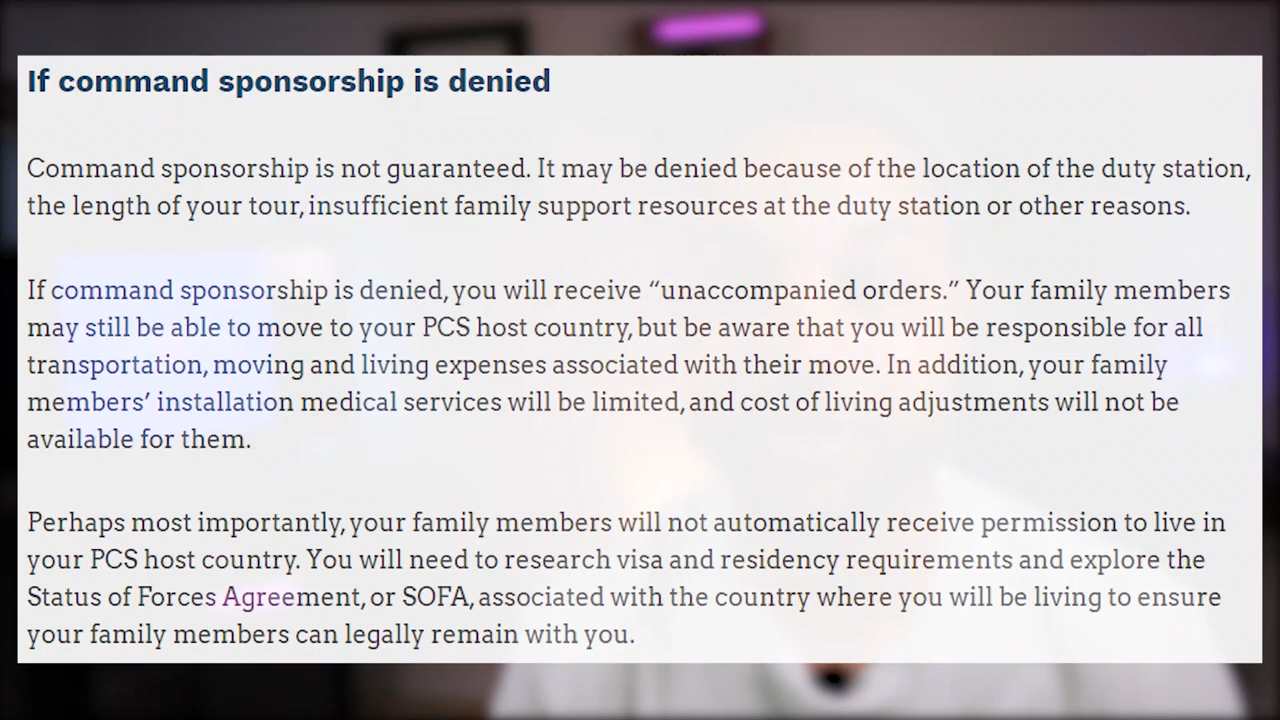 If command sponsorship is denied
Command sponsorship is not guaranteed. It may be denied because of the location of the duty station,
the length of your tour, insufficient family support resources at the duty station or other reasons.
If command sponsorship is denied, you will receive “unaccompanied orders.” Your family members
may still be able to move to your PCS host country, but be aware that you will be responsible for all
transportation, moving and living expenses associated with their move. In addition, your family
members’ installation medical services will be limited, and cost of living adjustments will not be
available for them.
Perhaps most importantly, your family members will not automatically receive permission to live in
your PCS host country. You will need to research visa and residency requirements and explore the
Status of Forces Agreement, or SOFA, associated with the country where you will be living to ensure
your family members can legally remain with you.